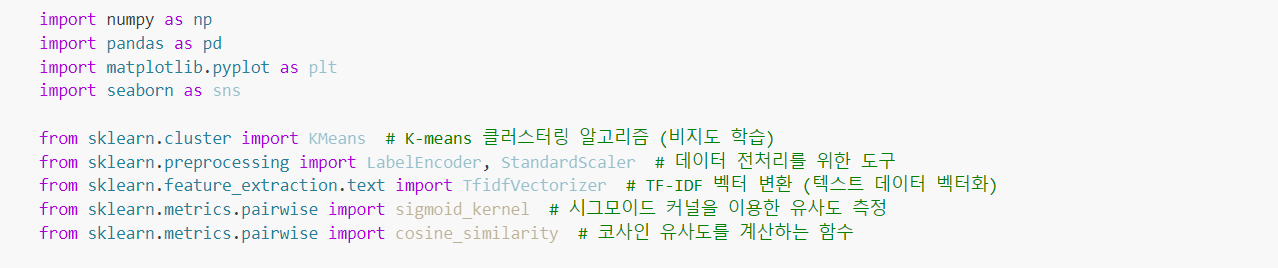 import numpy as np
import pandas as pd
import matplotlib.pyplot as plt
import seaborn as sns
from sklearn.cluster import KMeans  # K-means 클러스터링 알고리즘 (비지도 학습)
from sklearn.preprocessing import LabelEncoder, StandardScaler  # 데이터 전처리를 위한 도구
from sklearn.feature_extraction.text import TfidfVectorizer  # TF-IDF 벡터 변환 (텍스트 데이터 벡터화)
from sklearn.metrics.pairwise import sigmoid_kernel  # 시그모이드 커널을 이용한 유사도 측정
from sklearn.metrics.pairwise import cosine_similarity  # 코사인 유사도를 계산하는 함수